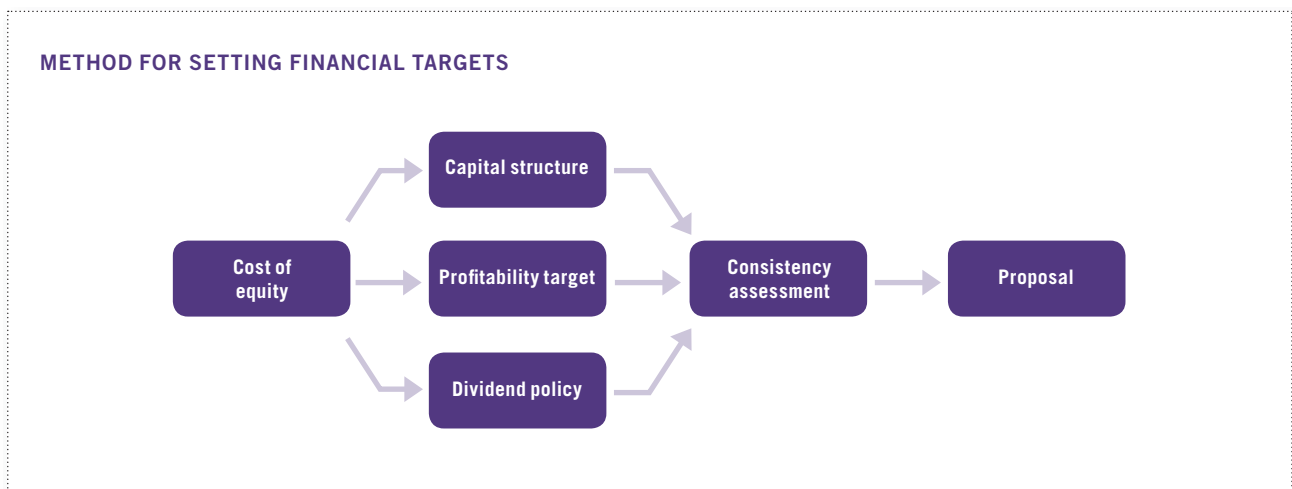 METHOD FOR SETTING FINANCIAL TARGETS
Capital structure
Cost of
equity
Profitability target
Consistency
assessment
Proposal
Dividend policy